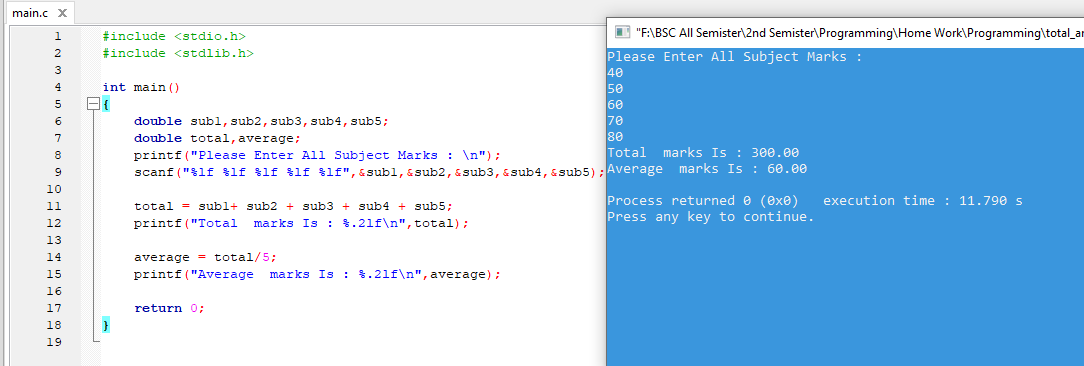 main.c X
1 #include <stdio.h>
2 #include <stdlib.h>
3
4 int main()
5 {
6 double sub1,sub2,sub3,sub4,sub5;
7 double total,average;
8 printf("Please Enter All Subject Marks : \n");
9 scanf("%lf %lf %lf %lf %lf",&sub1,&sub2,&sub3,&sub4,&sub5);
10
11 total = sub1+ sub2 + sub3 + sub4 + sub5;
12 printf("Total  marks Is : %.2lf\n",total);
13
14 average = total/5;
15 printf("Average  marks Is : %.2lf\n",average);
16
17 return 0;
18 }
19
"F:\BSC All Semister\2nd Semister\Programming\Home Work\Programming\total_a
Please Enter All Subject Marks :
40
50
60
70
80
Total  marks Is : 300.00
Average  marks Is : 60.00
Process returned 0 (0x0)   execution time : 11.790 s
Press any key to continue.